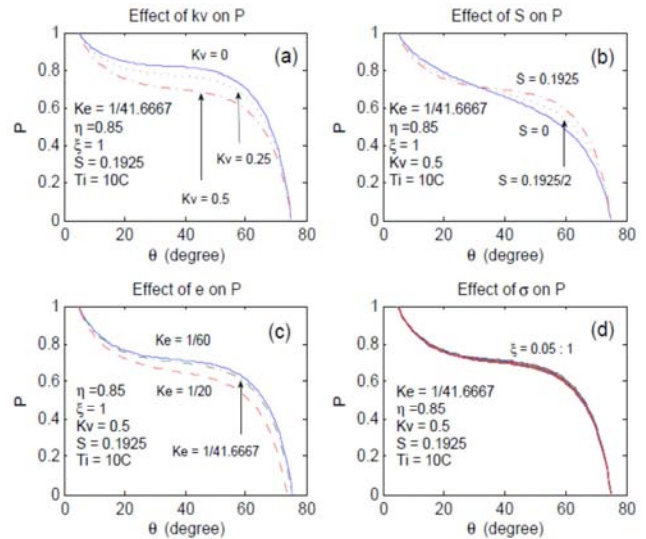 Effect of kv on P
(a)
Kv = 0
Ke = 1/41.6667
η =0.85
ξ = 1
S = 0.1925
Ti = 10C
Kv = 0.25
Kv = 0.5
P
1
0.8
0.6
0.4
0.2
0
0 20 40 60 80
θ (degree)
Effect of S on P
(b)
S = 0.1925
Ke = 1/41.6667
η =0.85
ξ = 1
Kv = 0.5
Ti = 10C
S = 0
S = 0.1925/2
P
1
0.8
0.6
0.4
0.2
0
0 20 40 60 80
θ (degree)
Effect of e on P
(c)
Ke = 1/60
Ke = 1/20
η =0.85
ξ = 1
Kv = 0.5
S = 0.1925
Ti = 10C
Ke = 1/41.6667
P
1
0.8
0.6
0.4
0.2
0
0 20 40 60 80
θ (degree)
Effect of σ on P
(d)
ξ = 0.05 : 1
Ke = 1/41.6667
η =0.85
Kv = 0.5
S = 0.1925
Ti = 10C
P
1
0.8
0.6
0.4
0.2
0
0 20 40 60 80
θ (degree)